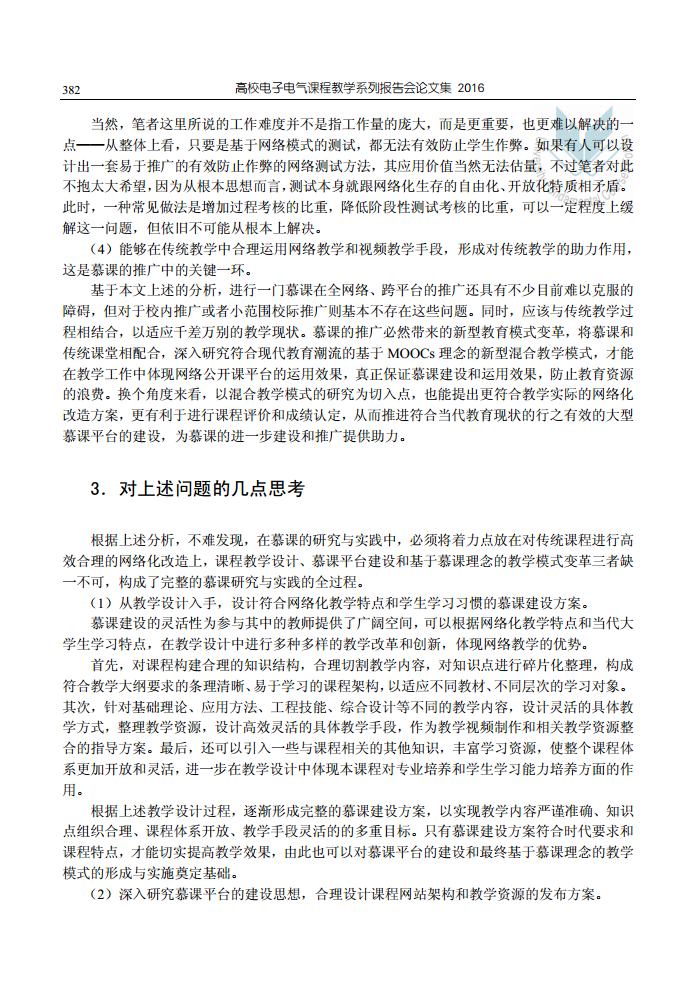 382 高校电子电气课程教学系列报告会论文集 2016
当然，笔者这里所说的工作难度并不是指工作量的庞大，而是更重要，也更难以解决的一
点━━从整体上看，只要是基于网络模式的测试，都无法有效防止学生作弊。如果有人可以设
计出一套易于推广的有效防止作弊的网络测试方法，其应用价值当然无法估量，不过笔者对此
不抱太大希望，因为从根本思想而言，测试本身就跟网络化生存的自由化、开放化特质相矛盾。
此时，一种常见做法是增加过程考核的比重，降低阶段性测试考核的比重，可以一定程度上缓
解这一问题，但依旧不可能从根本上解决。
（4）能够在传统教学中合理运用网络教学和视频教学手段，形成对传统教学的助力作用，
这是慕课的推广中的关键一环。
基于本文上述的分析，进行一门慕课在全网络、跨平台的推广还具有不少目前难以克服的
障碍，但对于校内推广或者小范围校际推广则基本不存在这些问题。同时，应该与传统教学过
程相结合，以适应千差万别的教学现状。慕课的推广必然带来的新型教育模式变革，将慕课和
传统课堂相配合，深入研究符合现代教育潮流的基于 MOOCs 理念的新型混合教学模式，才能
在教学工作中体现网络公开课平台的运用效果，真正保证慕课建设和运用效果，防止教育资源
的浪费。换个角度来看，以混合教学模式的研究为切入点，也能提出更符合教学实际的网络化
改造方案，更有利于进行课程评价和成绩认定，从而推进符合当代教育现状的行之有效的大型
慕课平台的建设，为慕课的进一步建设和推广提供助力。
3．对上述问题的几点思考
根据上述分析，不难发现，在慕课的研究与实践中，必须将着力点放在对传统课程进行高
效合理的网络化改造上，课程教学设计、慕课平台建设和基于慕课理念的教学模式变革三者缺
一不可，构成了完整的慕课研究与实践的全过程。
（1）从教学设计入手，设计符合网络化教学特点和学生学习习惯的慕课建设方案。
慕课建设的灵活性为参与其中的教师提供了广阔空间，可以根据网络化教学特点和当代大
学生学习特点，在教学设计中进行多种多样的教学改革和创新，体现网络教学的优势。
首先，对课程构建合理的知识结构，合理切割教学内容，对知识点进行碎片化整理，构成
符合教学大纲要求的条理清晰、易于学习的课程架构，以适应不同教材、不同层次的学习对象。
其次，针对基础理论、应用方法、工程技能、综合设计等不同的教学内容，设计灵活的具体教
学方式，整理教学资源，设计高效灵活的具体教学手段，作为教学视频制作和相关教学资源整
合的指导方案。最后，还可以引入一些与课程相关的其他知识，丰富学习资源，使整个课程体
系更加开放和灵活，进一步在教学设计中体现本课程对专业培养和学生学习能力培养方面的作
用。
根据上述教学设计过程，逐渐形成完整的慕课建设方案，以实现教学内容严谨准确、知识
点组织合理、课程体系开放、教学手段灵活的的多重目标。只有慕课建设方案符合时代要求和
课程特点，才能切实提高教学效果，由此也可以对慕课平台的建设和最终基于慕课理念的教学
模式的形成与实施奠定基础。
（2）深入研究慕课平台的建设思想，合理设计课程网站架构和教学资源的发布方案。